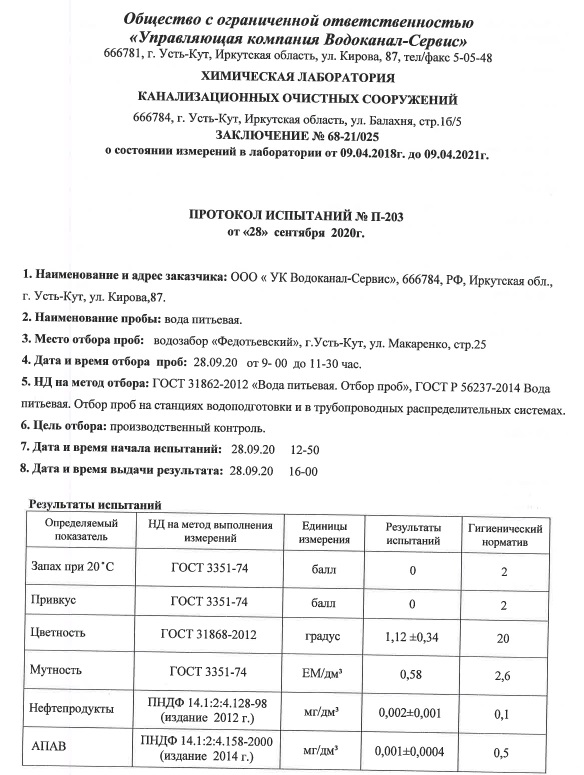 Общество с ограниченной ответственностью
«Управляющая компания Водоканал-Сервис»
666781, г. Усть-Кут, Иркутская область, ул. Кирова, 87, тел/факс 5-05-48
ХИМИЧЕСКАЯ ЛАБОРАТОРИЯ
КАНАЛИЗАЦИОННЫХ ОЧИСТНЫХ СООРУЖЕНИЙ
666784, г. Усть-Кут, Иркутская область, ул. Балахня, стр.1б/5
ЗАКЛЮЧЕНИЕ № 68-21/025
о состоянии измерений в лаборатории от 09.04.2018г. до 09.04.2021г.
ПРОТОКОЛ ИСПЫТАНИЙ № П-203
от «28» сентября 2020г.
1. Наименование и адрес заказчика: ООО « УК Водоканал-Сервис», 666784, РФ, Иркутская обл.,
г. Усть-Кут, ул. Кирова,87.
2. Наименование пробы: вода питьевая.
3. Место отбора проб: водозабор «Федотьевский», г.Усть-Кут, ул. Макаренко, стр.25
4. Дата и время отбора проб: 28.09.20 от 9- 00 до 11-30 час.
5. НД на метод отбора: ГОСТ 31862-2012 «Вода питьевая. Отбор проб», ГОСТ Р 56237-2014 Вода
питьевая. Отбор проб на станциях водоподготовки и в трубопроводных распределительных системах.
6. Цель отбора: производственный контроль.
7. Дата и время начала испытаний: 28.09.20 12-50
8. Дата и время выдачи результата: 28.09.20 16-00
Результаты испытаний
Определяемый показатель НД на метод выполнения измерений Единицы измерения Результаты испытаний Гигиенический норматив
Запах при 20˚С ГОСТ 3351-74 балл 0 2
Привкус ГОСТ 3351-74 балл 0 2
Цветность ГОСТ 31868-2012 градус 1,12 ±0,34 20
Мутность ГОСТ 3351-74 ЕМ/дм³ 0,58 2,6
Нефтепродукты ПНДФ 14.1:2:4.128-98 (издание 2012 г.) мг/дм³ 0,002±0,001 0,1
АПАВ ПНДФ 14.1:2:4.158-2000 (издание 2014 г.) мг/дм³ 0,001±0,0004 0,5